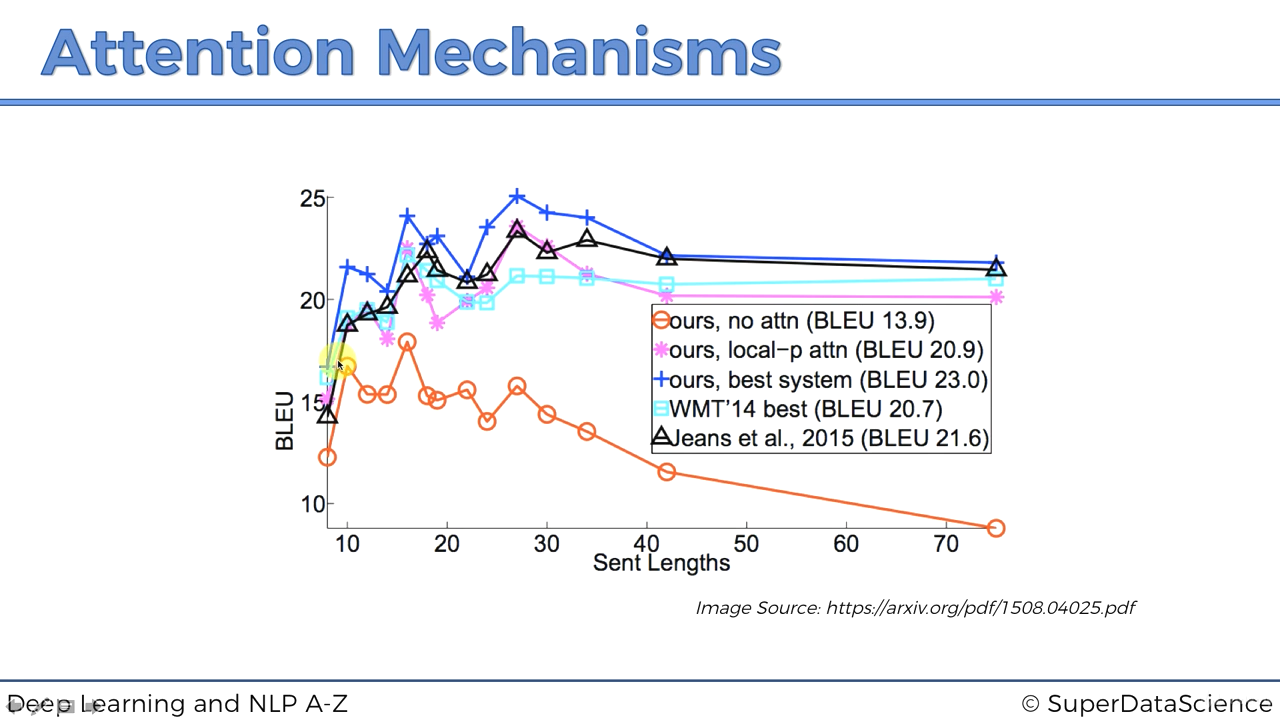 Attention Mechanisms
25
20
15
10
BLEU
ours, no attn (BLEU 13.9)
ours, local-p attn (BLEU 20.9)
ours, best system (BLEU 23.0)
WMT'14 best (BLEU 20.7)
Jeans et al., 2015 (BLEU 21.6)
10 20 30 40 50 60 70
Sent Lengths
Image Source: https://arxiv.org/pdf/1508.04025.pdf
Deep Learning and NLP A-Z
© SuperDataScience